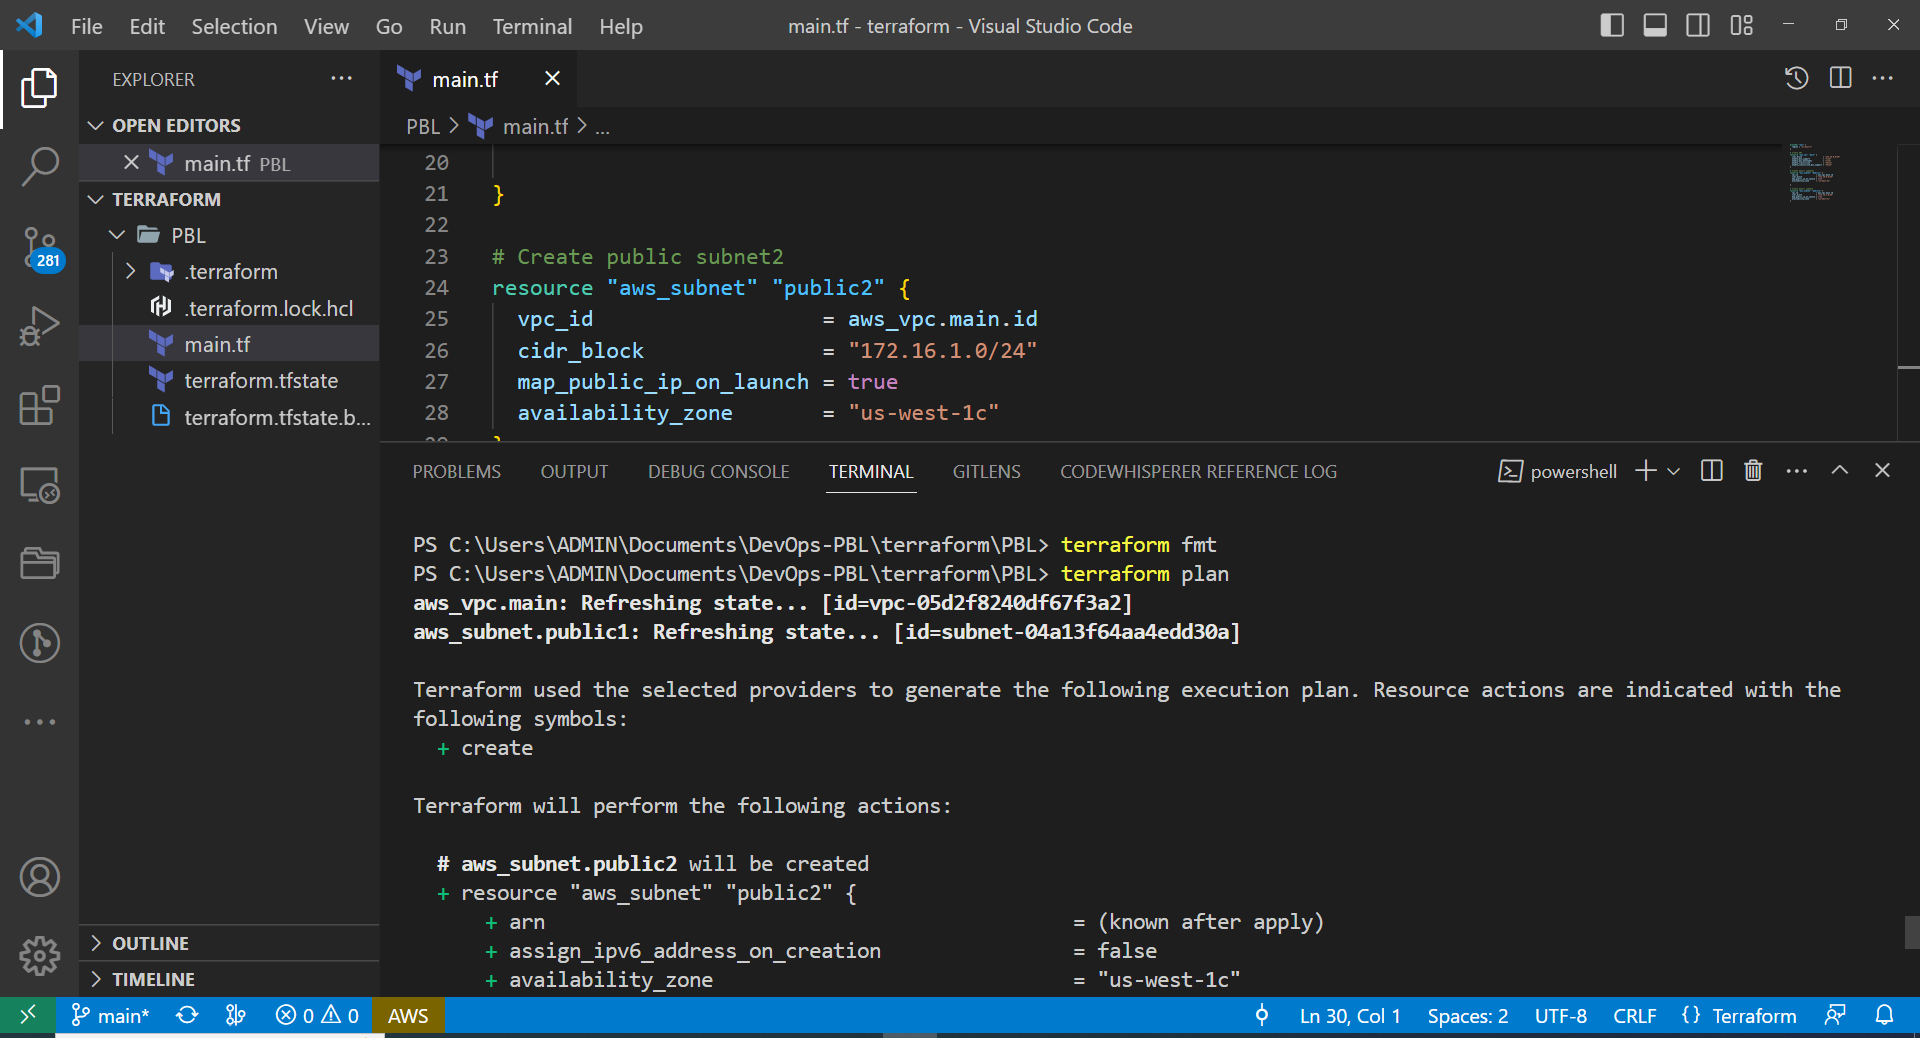 File Edit Selection View Go Run Terminal Help
main.tf - terraform - Visual Studio Code
EXPLORER
OPEN EDITORS
main.tf PBL
TERRAFORM
PBL
.terraform
.terraform.lock.hcl
main.tf
terraform.tfstate
terraform.tfstate.b...
OUTLINE
TIMELINE
281
main.tf
PBL > main.tf > ...
20
21 }
22
23 # Create public subnet2
24 resource "aws_subnet" "public2" {
25 vpc_id = aws_vpc.main.id
26 cidr_block = "172.16.1.0/24"
27 map_public_ip_on_launch = true
28 availability_zone = "us-west-1c"
PROBLEMS OUTPUT DEBUG CONSOLE TERMINAL GITLENS CODEWHISPERER REFERENCE LOG
powershell
PS C:\Users\ADMIN\Documents\DevOps-PBL\terraform\PBL> terraform fmt
PS C:\Users\ADMIN\Documents\DevOps-PBL\terraform\PBL> terraform plan
aws_vpc.main: Refreshing state... [id=vpc-05d2f8240df67f3a2]
aws_subnet.public1: Refreshing state... [id=subnet-04a13f64aa4edd30a]
Terraform used the selected providers to generate the following execution plan. Resource actions are indicated with the
following symbols:
+ create
Terraform will perform the following actions:
# aws_subnet.public2 will be created
+ resource "aws_subnet" "public2" {
+ arn = (known after apply)
+ assign_ipv6_address_on_creation = false
+ availability_zone = "us-west-1c"
main* 0 0 AWS
Ln 30, Col 1 Spaces: 2 UTF-8 CRLF {} Terraform